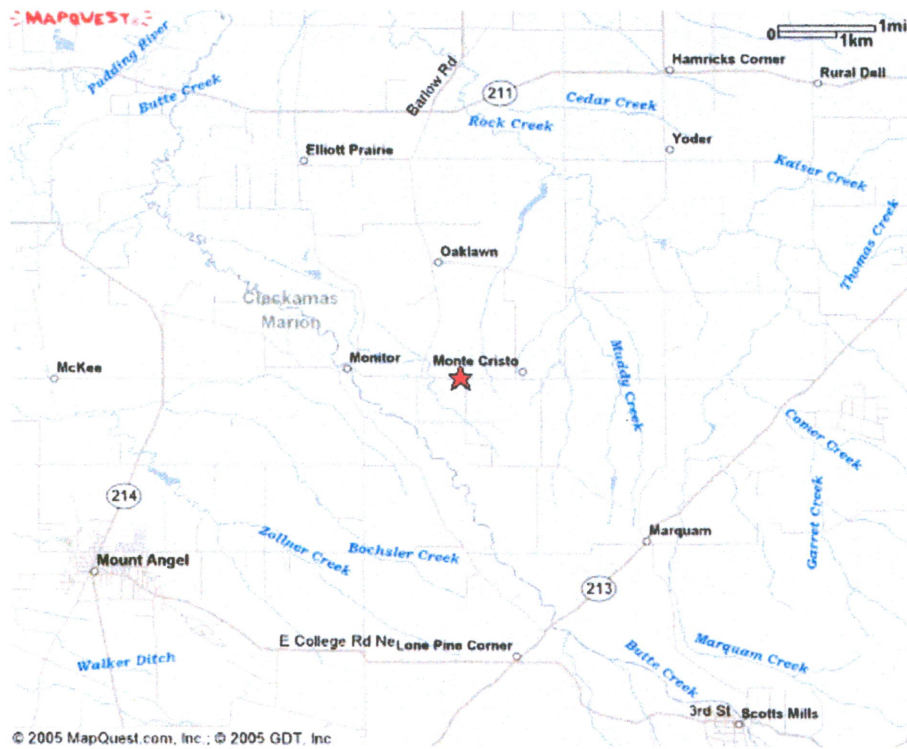 MAPQUEST
0 1mi
1km
Pudding River
Butte Creek
Barlow Rd
211
Hamricks Corner
Rural Dell
Cedar Creek
Rock Creek
Elliott Prairie
Yoder
Kaiser Creek
Thomas Creek
Oaklawn
Clackamas
Marion
McKee
Monitor
Monte Cristo
Muddy Creek
Comer Creek
Garret Creek
214
Mount Angel
Zollner Creek
Bochsler Creek
Marquam
213
E College Rd Ne
Lone Pine Corner
Walker Ditch
Butte Creek
Marquam Creek
3rd St
Scotts Mills
© 2005 MapQuest.com, Inc.; © 2005 GDT, Inc